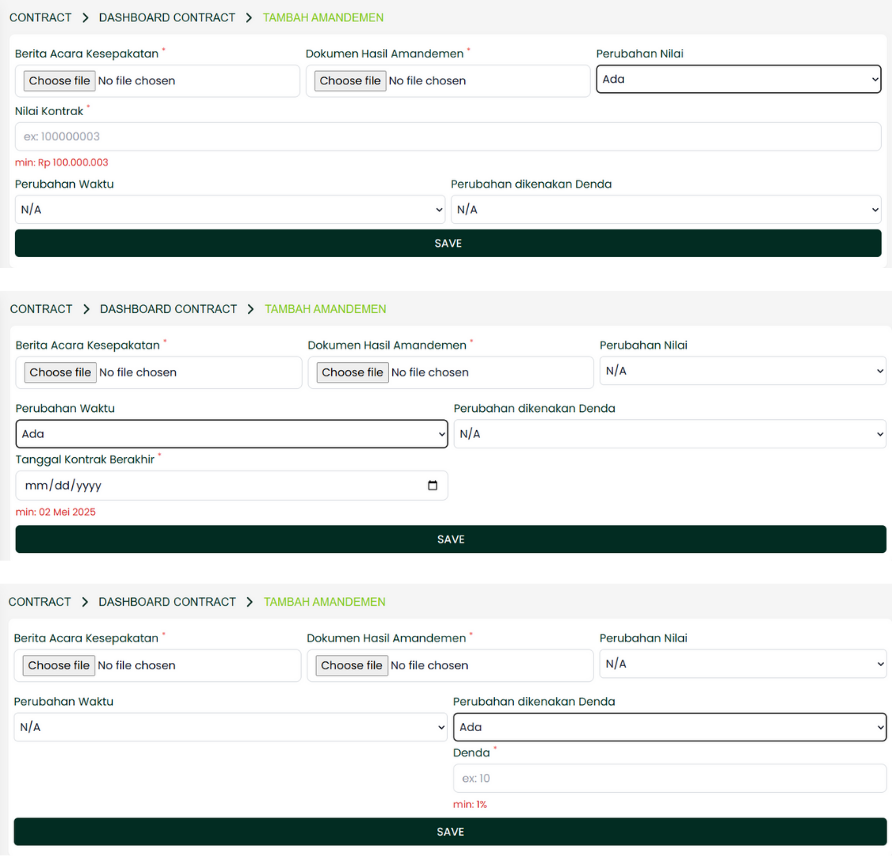 CONTRACT > DASHBOARD CONTRACT > TAMBAH AMANDEMEN
Berita Acara Kesepakatan * Dokumen Hasil Amandemen * Perubahan Nilai
Choose file No file chosen Choose file No file chosen Ada
Nilai Kontrak *
ex: 100000003
min: Rp 100.000.003
Perubahan Waktu Perubahan dikenakan Denda
N/A N/A
SAVE
CONTRACT > DASHBOARD CONTRACT > TAMBAH AMANDEMEN
Berita Acara Kesepakatan * Dokumen Hasil Amandemen * Perubahan Nilai
Choose file No file chosen Choose file No file chosen N/A
Perubahan Waktu Perubahan dikenakan Denda
Ada N/A
Tanggal Kontrak Berakhir *
mm/dd/yyyy
min: 02 Mei 2025
SAVE
CONTRACT > DASHBOARD CONTRACT > TAMBAH AMANDEMEN
Berita Acara Kesepakatan * Dokumen Hasil Amandemen * Perubahan Nilai
Choose file No file chosen Choose file No file chosen N/A
Perubahan Waktu Perubahan dikenakan Denda
N/A Ada
Denda *
ex: 10
min: 1%
SAVE